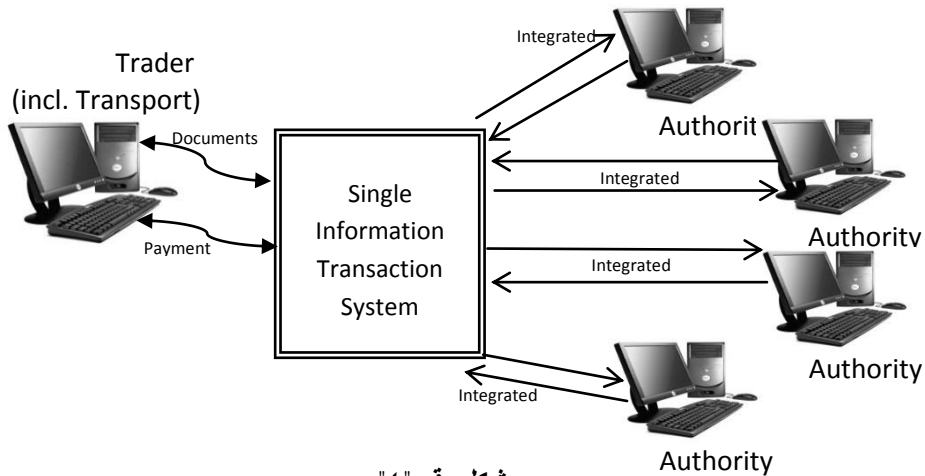 Trader
(incl. Transport)
Documents
Payment
Single
Information
Transaction
System
Integrated
Authorit
Integrated
Authority
Integrated
Authority
Integrated
Authority